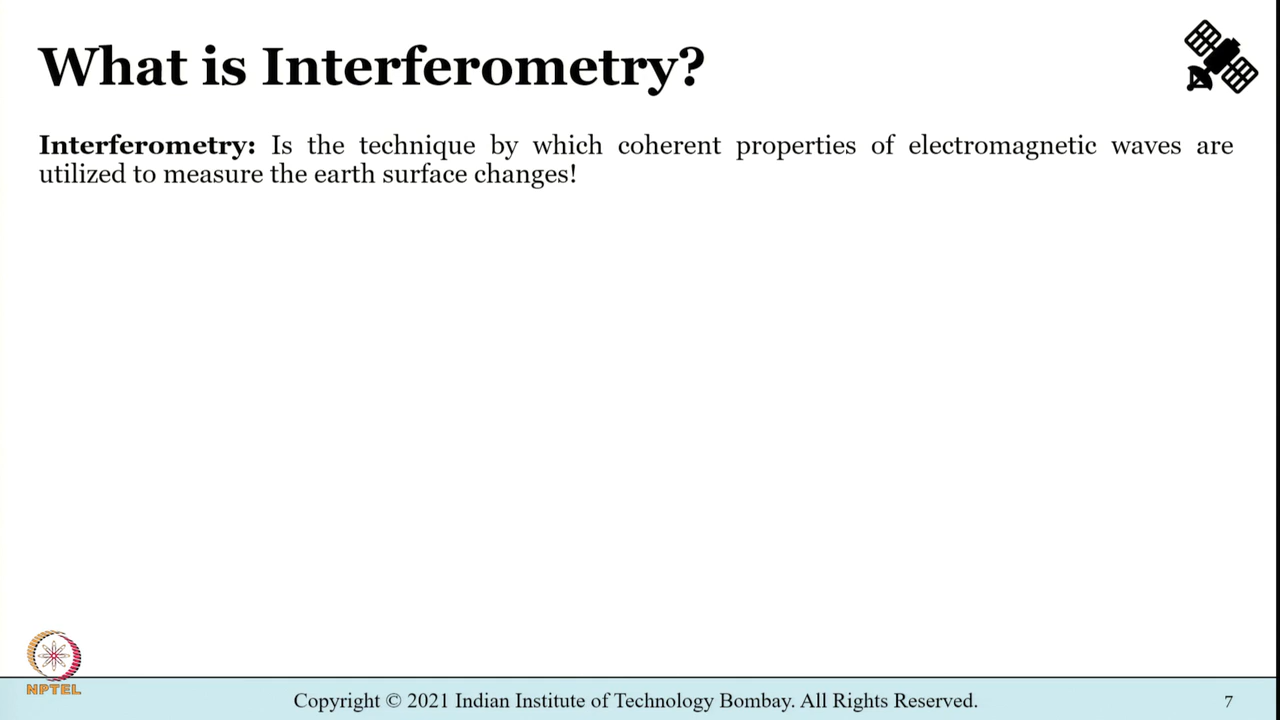 What is Interferometry?
Interferometry: Is the technique by which coherent properties of electromagnetic waves are
utilized to measure the earth surface changes!
NPTEL
Copyright © 2021 Indian Institute of Technology Bombay. All Rights Reserved.
7